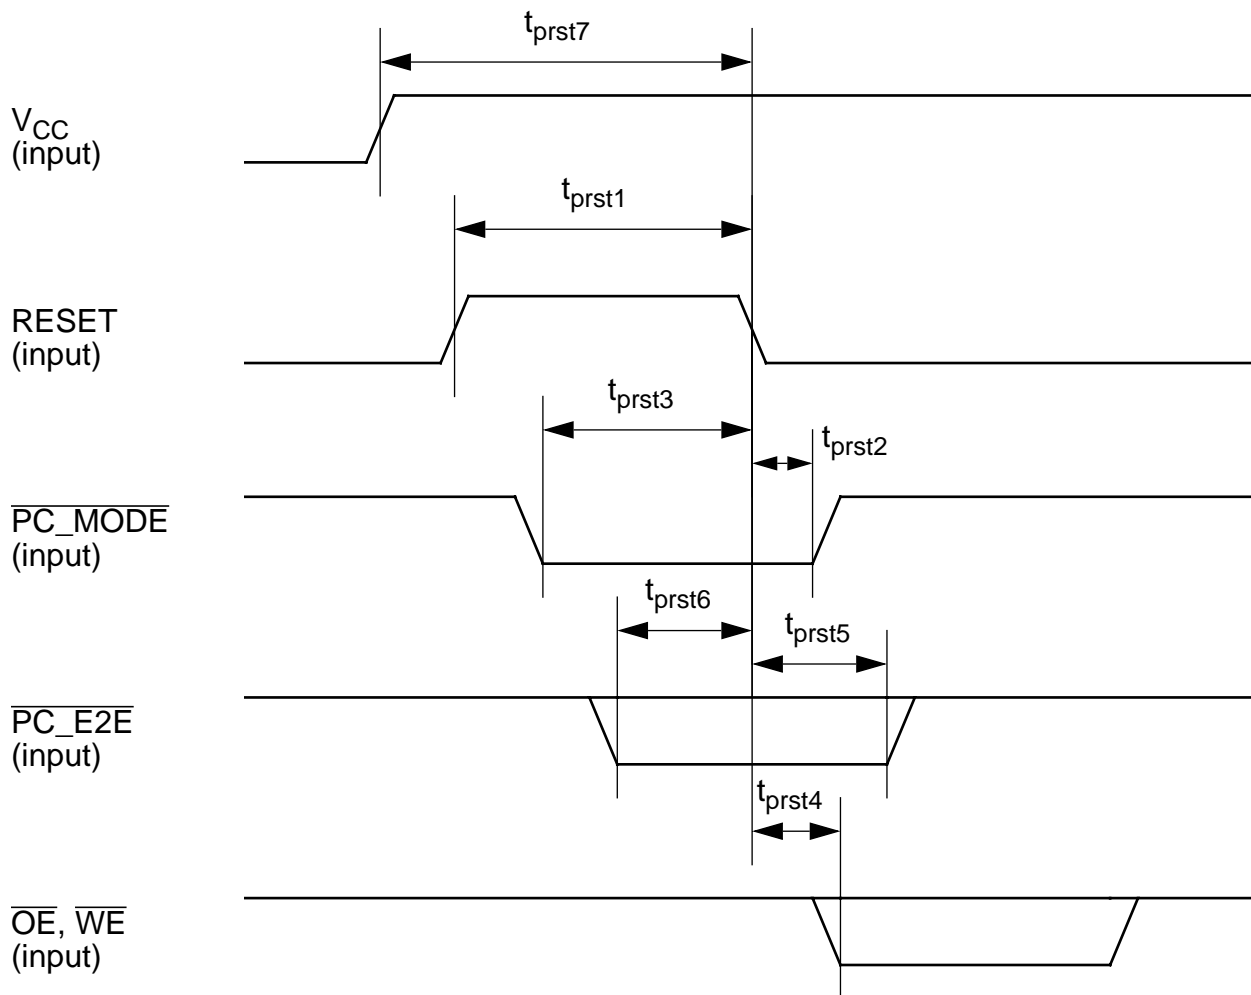 tprst7
VCC
(input)
tprst1
RESET
(input)
tprst3
tprst2
PC_MODE
(input)
tprst6
tprst5
PC_E2E
(input)
tprst4
OE, WE
(input)